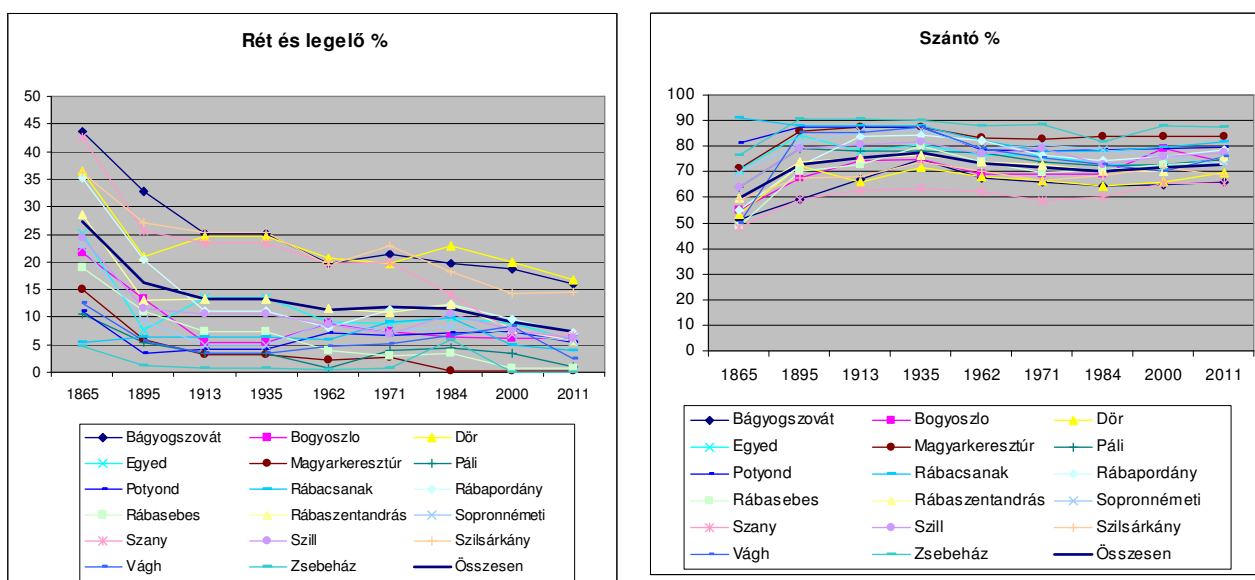 Rét és legelő %
50
45
40
35
30
25
20
15
10
5
0
1865 1895 1913 1935 1962 1971 1984 2000 2011
Bágyogszovát Bogyoszlo Dör
Egyed Magyarkeresztúr Páli
Potyond Rábacsanak Rábapordány
Rábasebes Rábaszentandrás Sopronnémeti
Szany Szill Szilsárkány
Vágh Zsebeház Összesen
Szántó %
100
90
80
70
60
50
40
30
20
10
0
1865 1895 1913 1935 1962 1971 1984 2000 2011
Bágyogszovát Bogyoszlo Dör
Egyed Magyarkeresztúr Páli
Potyond Rábacsanak Rábapordány
Rábasebes Rábaszentandrás Sopronnémeti
Szany Szill Szilsárkány
Vágh Zsebeház Összesen